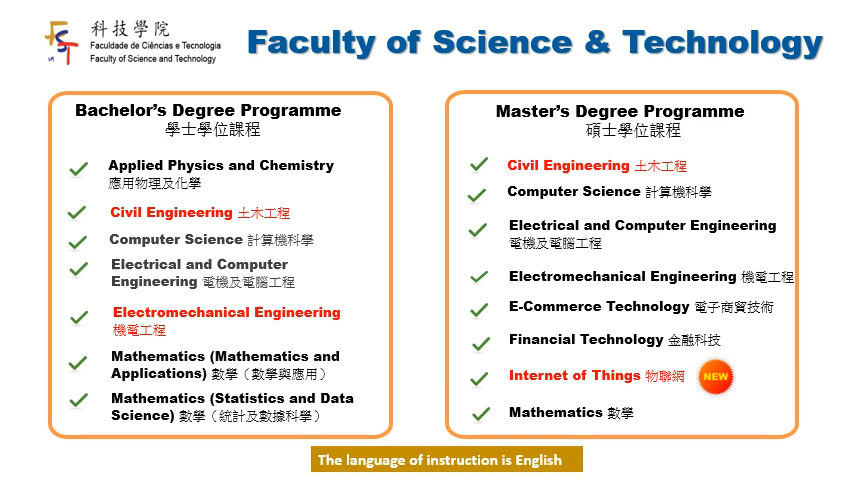 科技學院
Faculdade de Ciências e Tecnologia
Faculty of Science and Technology
Faculty of Science & Technology
Bachelor's Degree Programme
學士學位課程
Applied Physics and Chemistry
應用物理及化學
Civil Engineering 土木工程
Computer Science 計算機科學
Electrical and Computer
Engineering 電機及電腦工程
Electromechanical Engineering
機電工程
Mathematics (Mathematics and
Applications) 數學（數學與應用）
Mathematics (Statistics and Data
Science) 數學（統計及數據科學）
Master's Degree Programme
碩士學位課程
Civil Engineering 土木工程
Computer Science 計算機科學
Electrical and Computer Engineering
電機及電腦工程
Electromechanical Engineering 機電工程
E-Commerce Technology 電子商貿技術
Financial Technology 金融科技
Internet of Things 物聯網 NEW
Mathematics 數學
The language of instruction is English